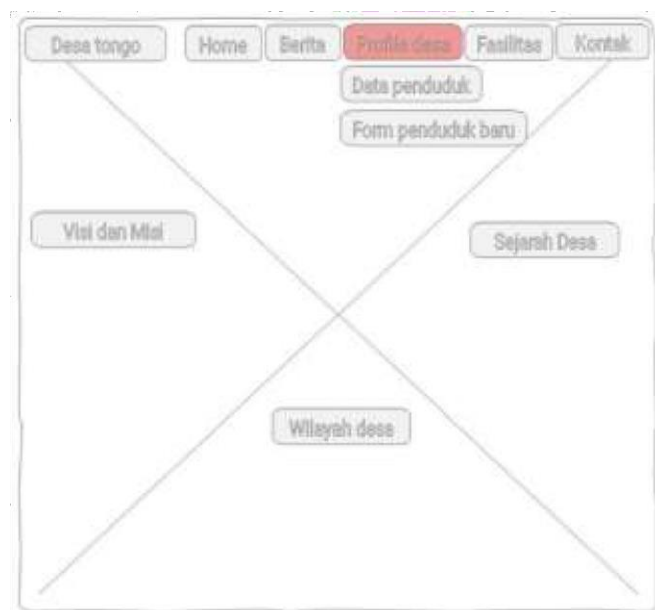 Desa tongo Home Berita Profile desa Fasilitas Kontak
Data penduduk
Form penduduk baru
Visi dan Misi
Sejarah Desa
Wilayah desa